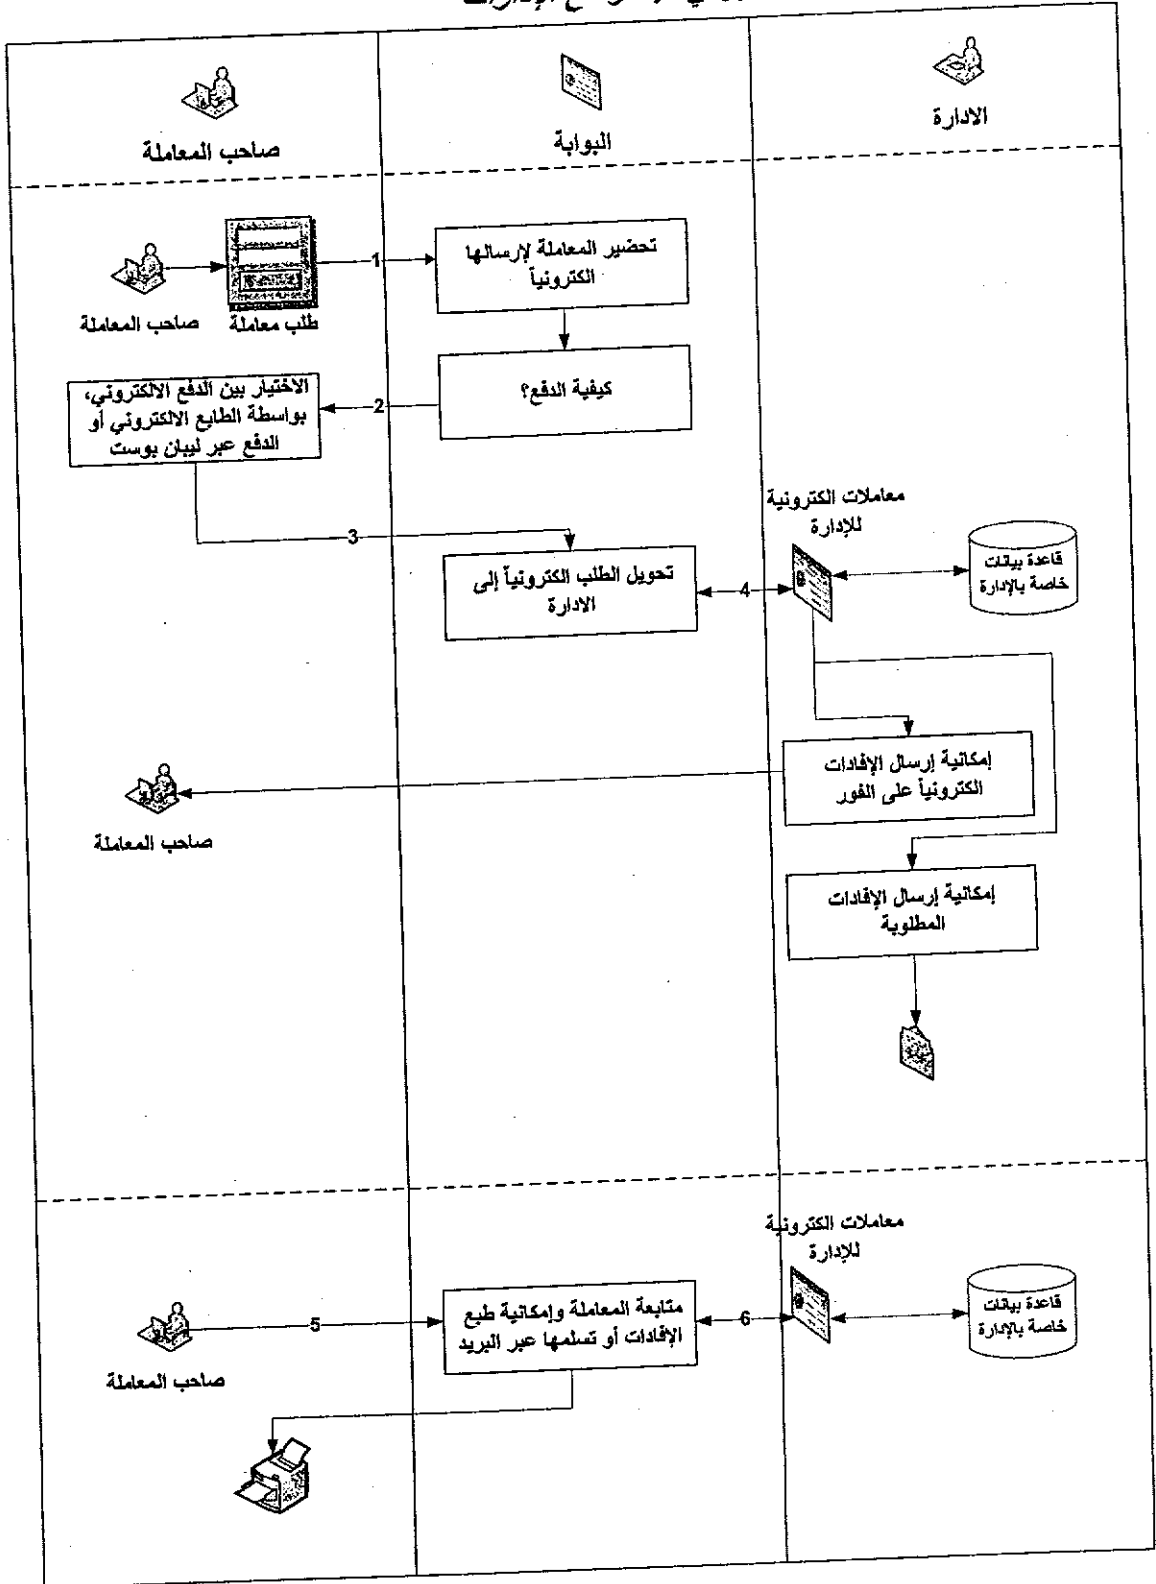 الادارة
البوابة
صاحب المعاملة
صاحب المعاملة
طلب معاملة
1
تحضير المعاملة لإرسالها
الكترونياً
كيفية الدفع؟
2
الاختيار بين الدفع الالكتروني،
بواسطة الطابع الالكتروني أو
الدفع عبر ليبان بوست
3
تحويل الطلب الكترونياً إلى
الادارة
4
معاملات الكترونية
للإدارة
قاعدة بيانات
خاصة بالإدارة
إمكانية إرسال الإفادات
الكترونياً على الفور
صاحب المعاملة
إمكانية إرسال الإفادات
المطلوبة
صاحب المعاملة
5
متابعة المعاملة وإمكانية طبع
الإفادات أو تسلمها عبر البريد
6
معاملات الكترونية
للإدارة
قاعدة بيانات
خاصة بالإدارة